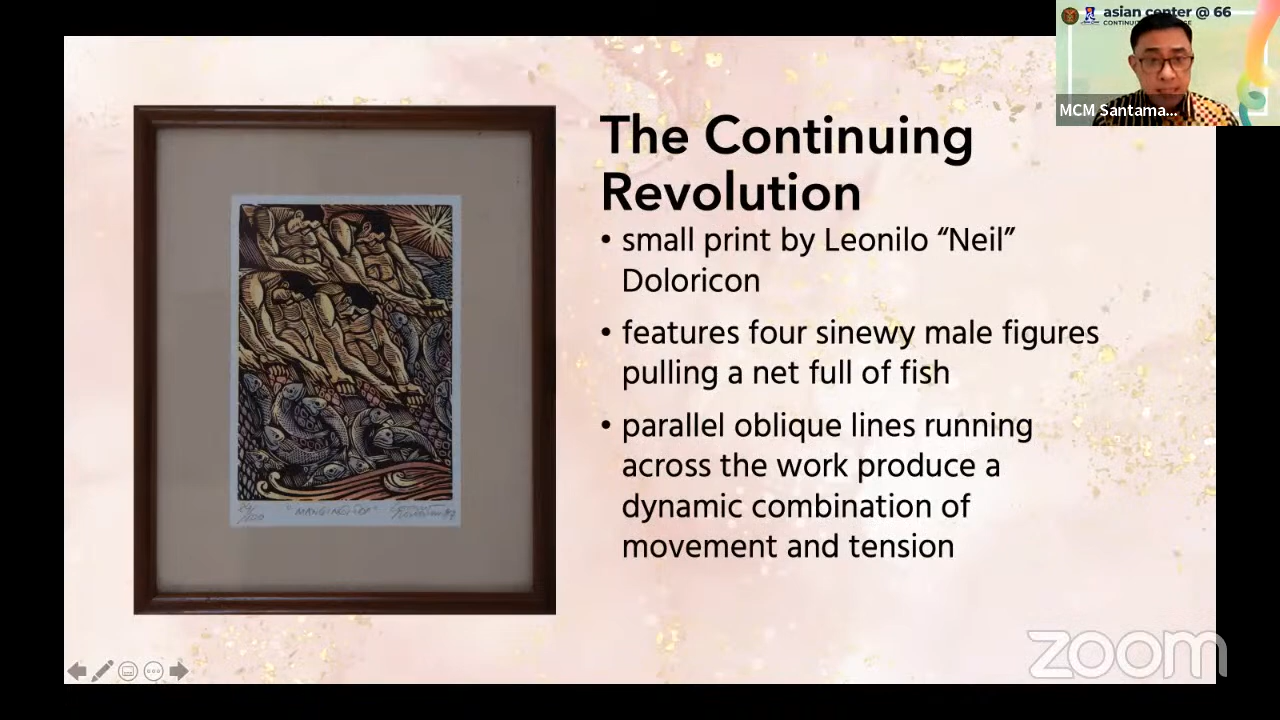 asian center @ 66
MCM Santama...
The Continuing
Revolution
• small print by Leonilo “Neil”
Doloricon
• features four sinewy male figures
pulling a net full of fish
• parallel oblique lines running
across the work produce a
dynamic combination of
movement and tension
zoom